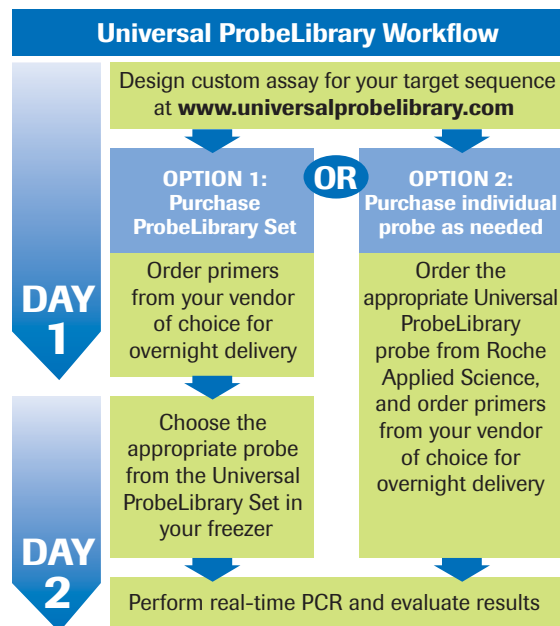 Universal ProbeLibrary Workflow
Design custom assay for your target sequence
at www.universalprobelibrary.com
OPTION 1:
Purchase
ProbeLibrary Set
OR
OPTION 2:
Purchase individual
probe as needed
DAY
1
Order primers
from your vendor
of choice for
overnight delivery
Order the
appropriate Universal
ProbeLibrary
probe from Roche
Applied Science,
and order primers
from your vendor
of choice for
overnight delivery
DAY
2
Choose the
appropriate probe
from the Universal
ProbeLibrary Set in
your freezer
Perform real-time PCR and evaluate results